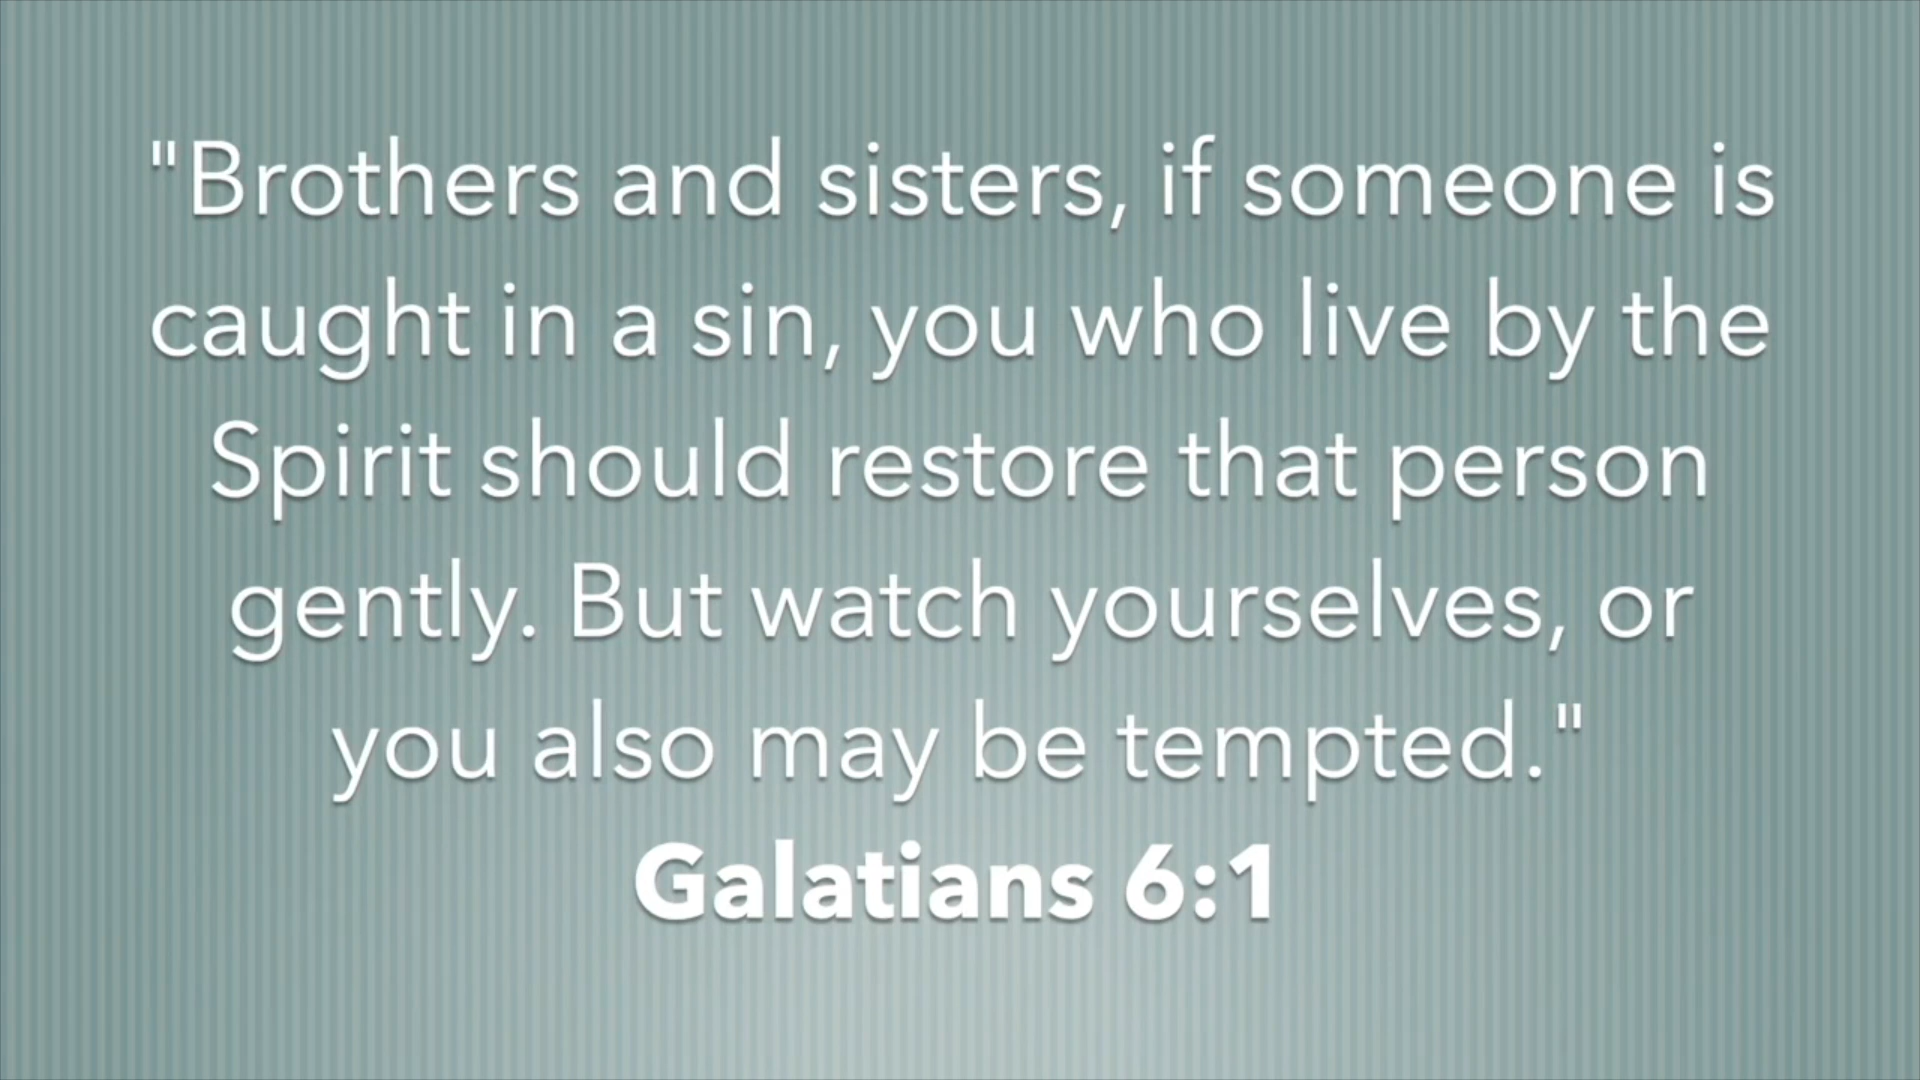 "Brothers and sisters, if someone is
caught in a sin, you who live by the
Spirit should restore that person
gently. But watch yourselves, or
you also may be tempted."
Galatians 6:1